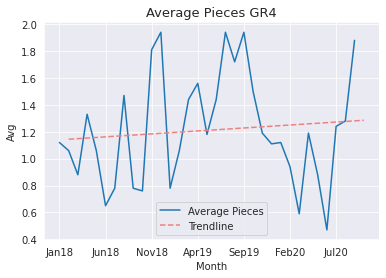 Average Pieces GR4
2.0
1.8
1.6
1.4
1.2
1.0
0.8
0.6
0.4
Avg
Average Pieces
Trendline
Jan18 Jun18 Nov18 Apr19 Sep19 Feb20 Jul20
Month